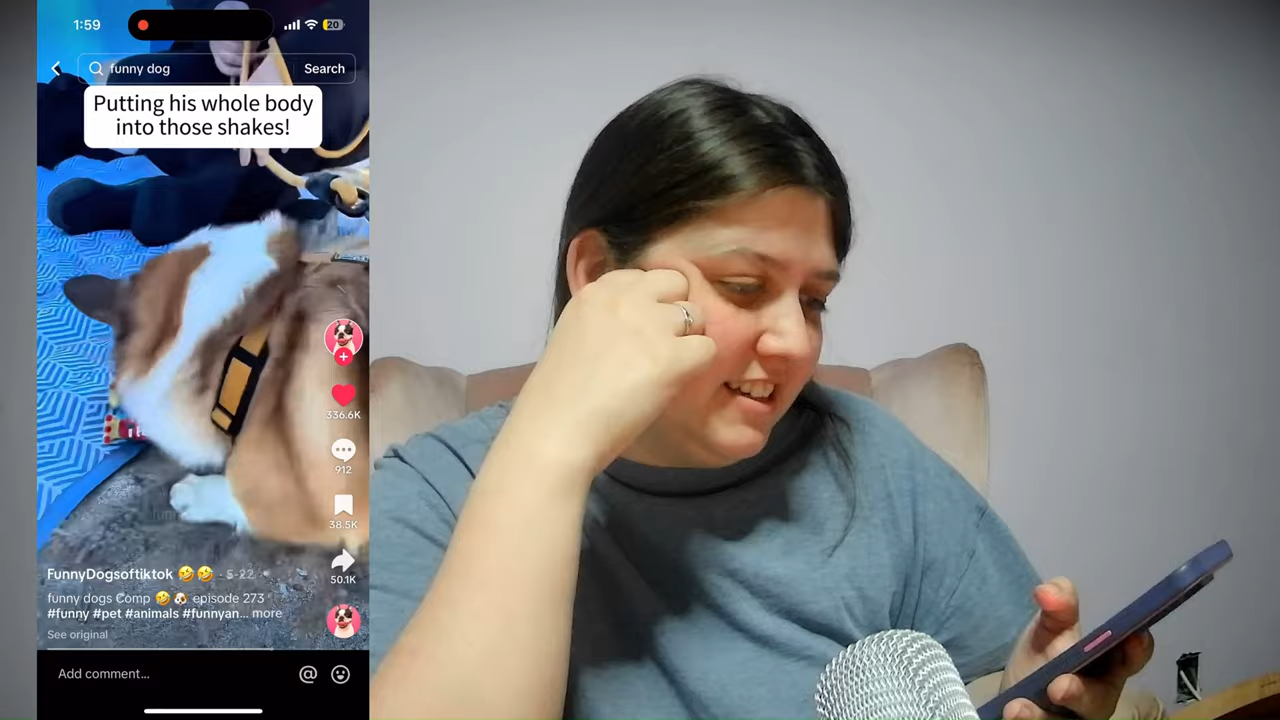 1:59
20
funny dog
Search
Putting his whole body
into those shakes!
336.6K
912
38.5K
50.1K
FunnyDogsoftiktok 🤣🤣 · 5-22
funny dogs Comp 🤣🐶 episode 273
#funny #pet #animals #funnyan... more
See original
Add comment...
@